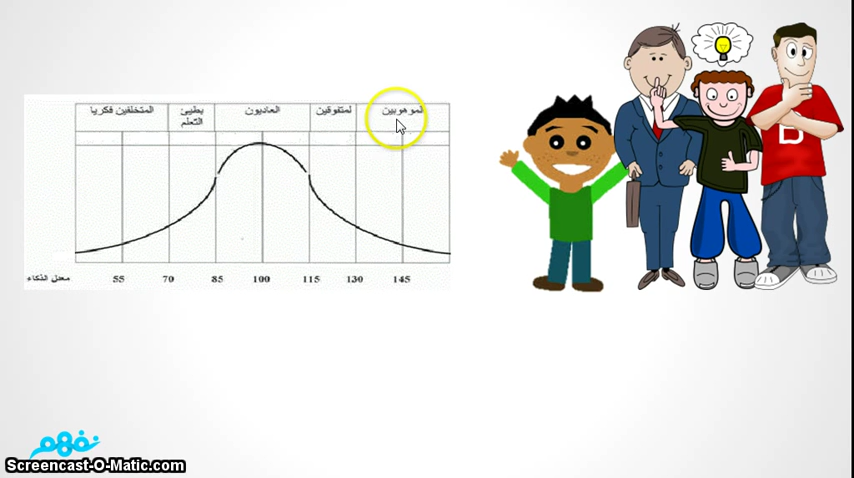 المتخلفين فكريا
بطيئ
التعلم
العاديون
لمتفوقين
لموهوبين
معدل الذكاء
55
70
85
100
115
130
145
B
نفهم
Screencast-O-Matic.com